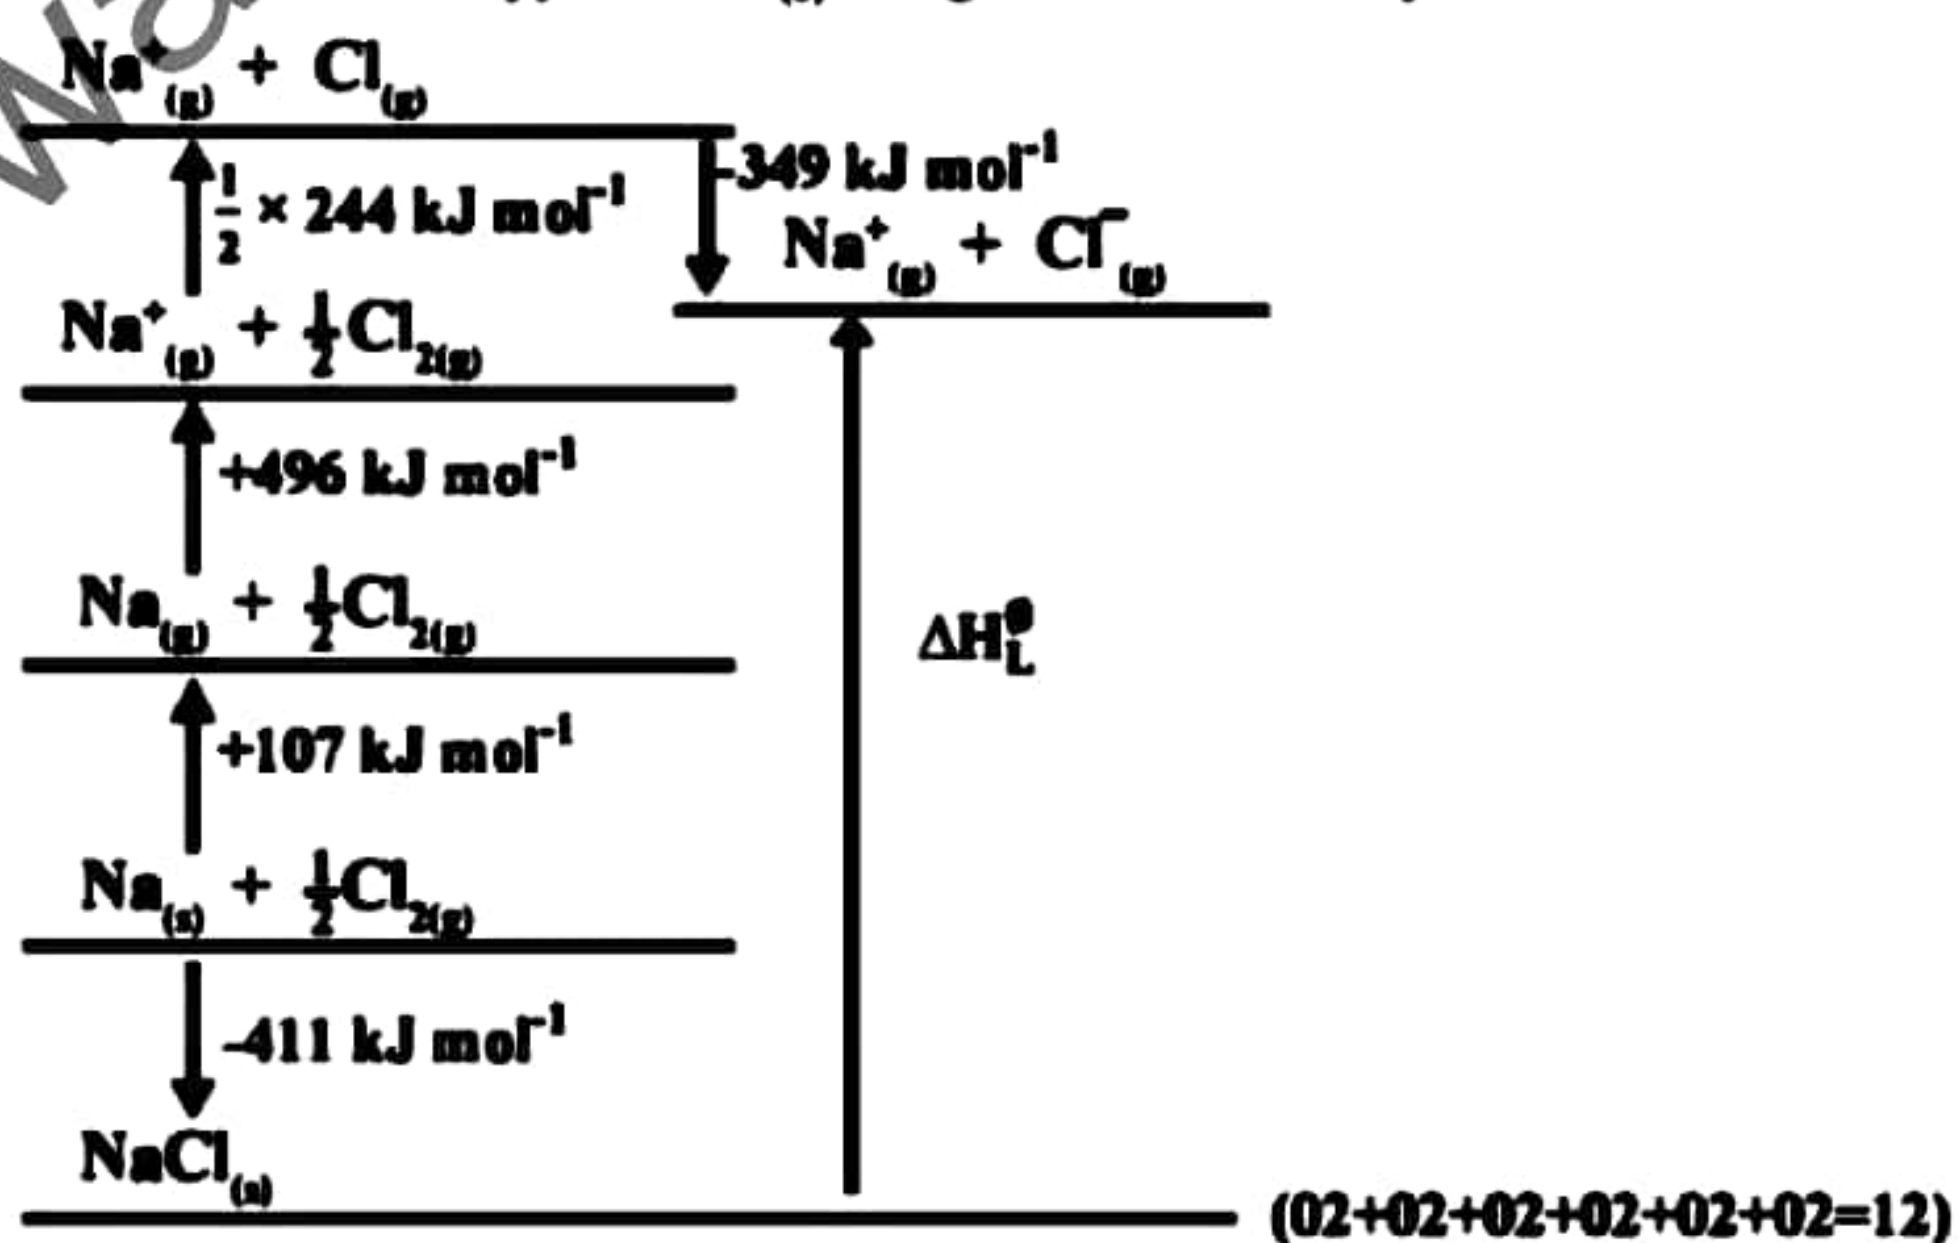 Na⁺(g) + Cl(g)
-349 kJ mol⁻¹
½ × 244 kJ mol⁻¹
Na⁺(g) + Cl⁻(g)
Na⁺(g) + ½Cl₂(g)
+496 kJ mol⁻¹
Na(g) + ½Cl₂(g)
ΔH°L
+107 kJ mol⁻¹
Na(s) + ½Cl₂(g)
-411 kJ mol⁻¹
NaCl(s)
(02+02+02+02+02+02=12)